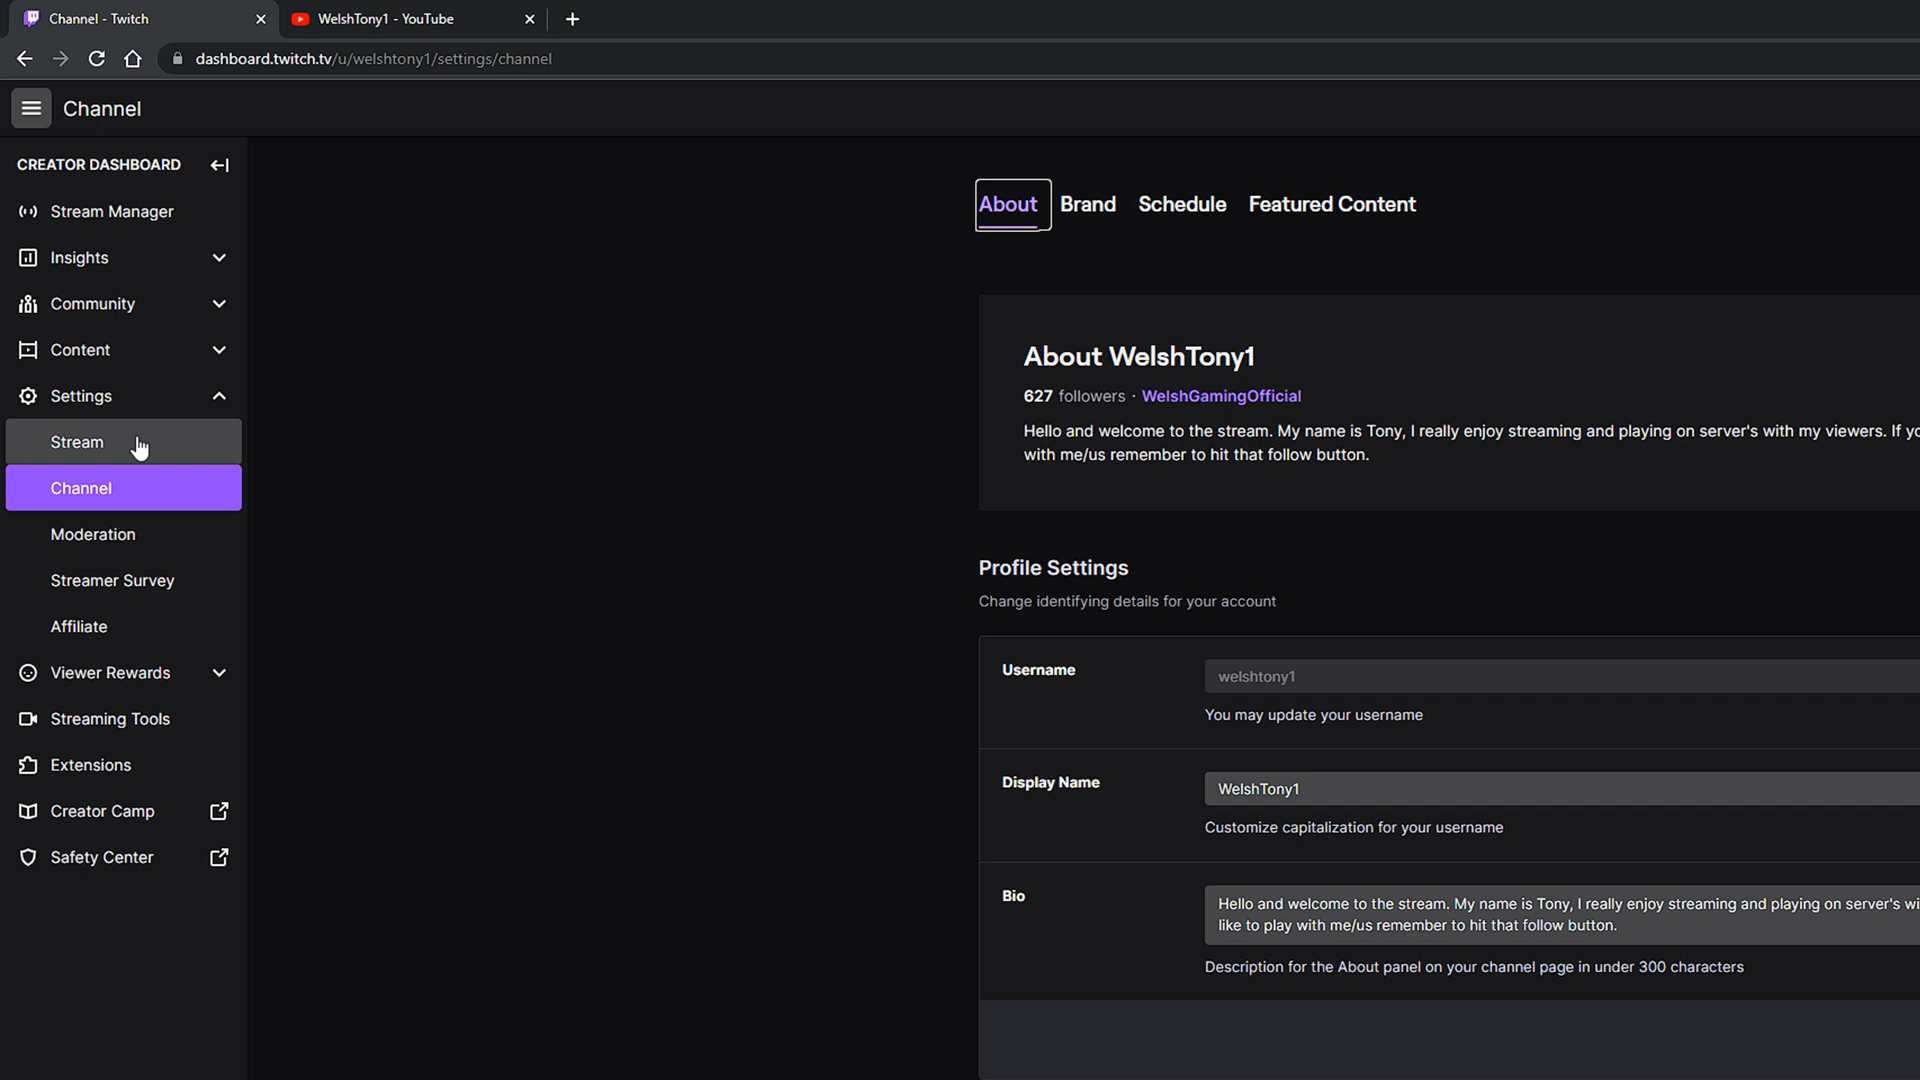 Channel - Twitch
WelshTony1 - YouTube
dashboard.twitch.tv/u/welshtony1/settings/channel
Channel
CREATOR DASHBOARD
Stream Manager
Insights
Community
Content
Settings
Stream
Channel
Moderation
Streamer Survey
Affiliate
Viewer Rewards
Streaming Tools
Extensions
Creator Camp
Safety Center
About Brand Schedule Featured Content
About WelshTony1
627 followers · WelshGamingOfficial
Hello and welcome to the stream. My name is Tony, I really enjoy streaming and playing on server's with my viewers. If yo
with me/us remember to hit that follow button.
Profile Settings
Change identifying details for your account
Username
welshtony1
You may update your username
Display Name
WelshTony1
Customize capitalization for your username
Bio
Hello and welcome to the stream. My name is Tony, I really enjoy streaming and playing on server's wi
like to play with me/us remember to hit that follow button.
Description for the About panel on your channel page in under 300 characters